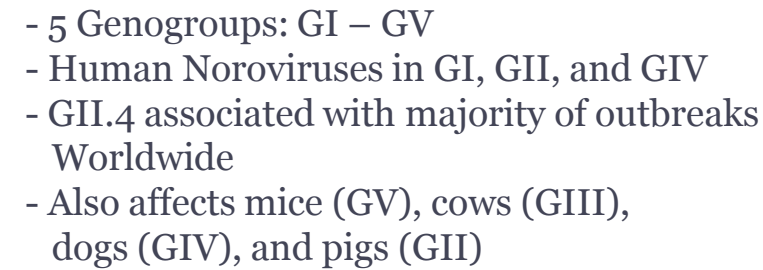 - 5 Genogroups: GI – GV
- Human Noroviruses in GI, GII, and GIV
- GII.4 associated with majority of outbreaks
Worldwide
- Also affects mice (GV), cows (GIII),
dogs (GIV), and pigs (GII)